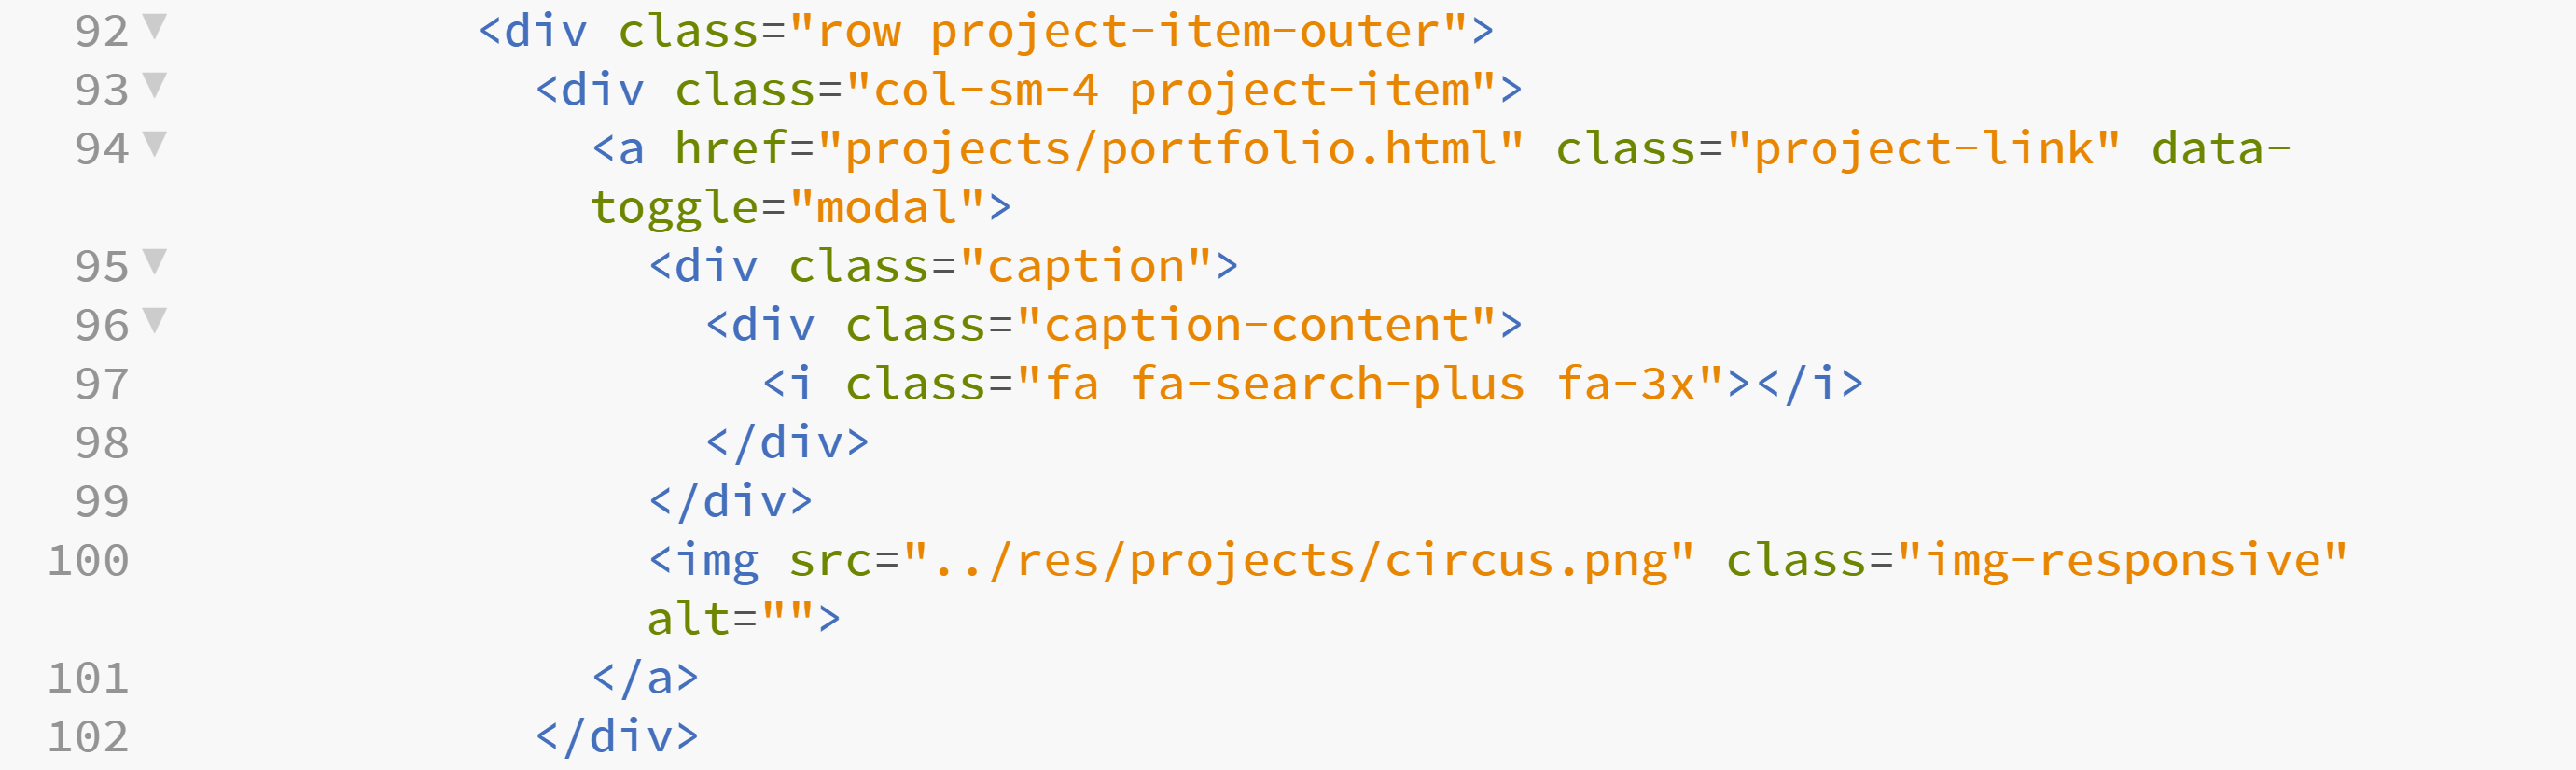 92 <div class="row project-item-outer">
93 <div class="col-sm-4 project-item">
94 <a href="projects/portfolio.html" class="project-link" data-
toggle="modal">
95 <div class="caption">
96 <div class="caption-content">
97 <i class="fa fa-search-plus fa-3x"></i>
98 </div>
99 </div>
100 <img src="../res/projects/circus.png" class="img-responsive"
alt="">
101 </a>
102 </div>